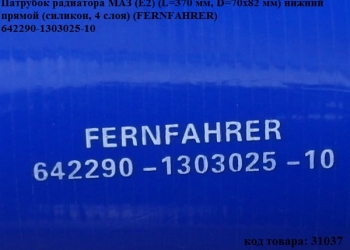 Патрубок радиатора МАЗ (Е2) (L=370 мм, D=70х82 мм) нижний
прямой (силикон, 4 слоя) (FERNFAHRER)
642290-1303025-10
FERNFAHRER
642290 -1303025 -10
код товара: 31037